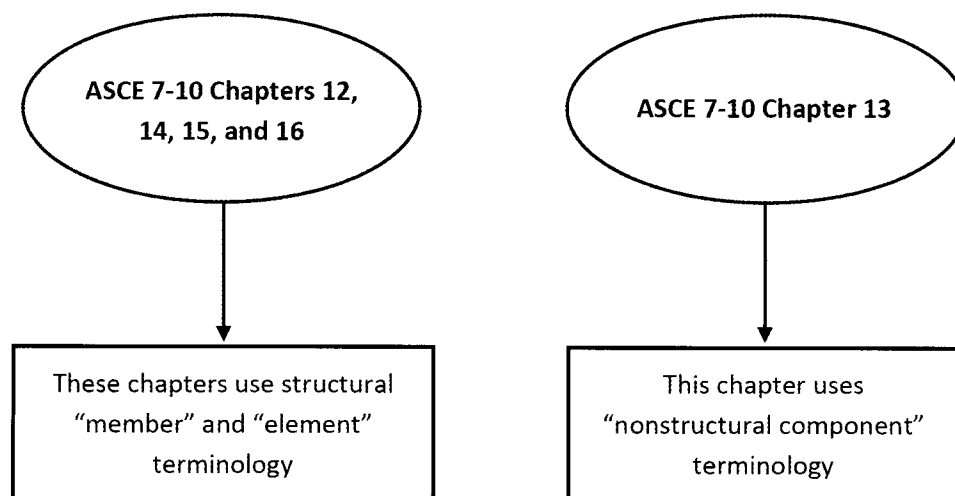 ASCE 7-10 Chapters 12,
14, 15, and 16
ASCE 7-10 Chapter 13
These chapters use structural
“member” and “element”
terminology
This chapter uses
“nonstructural component”
terminology